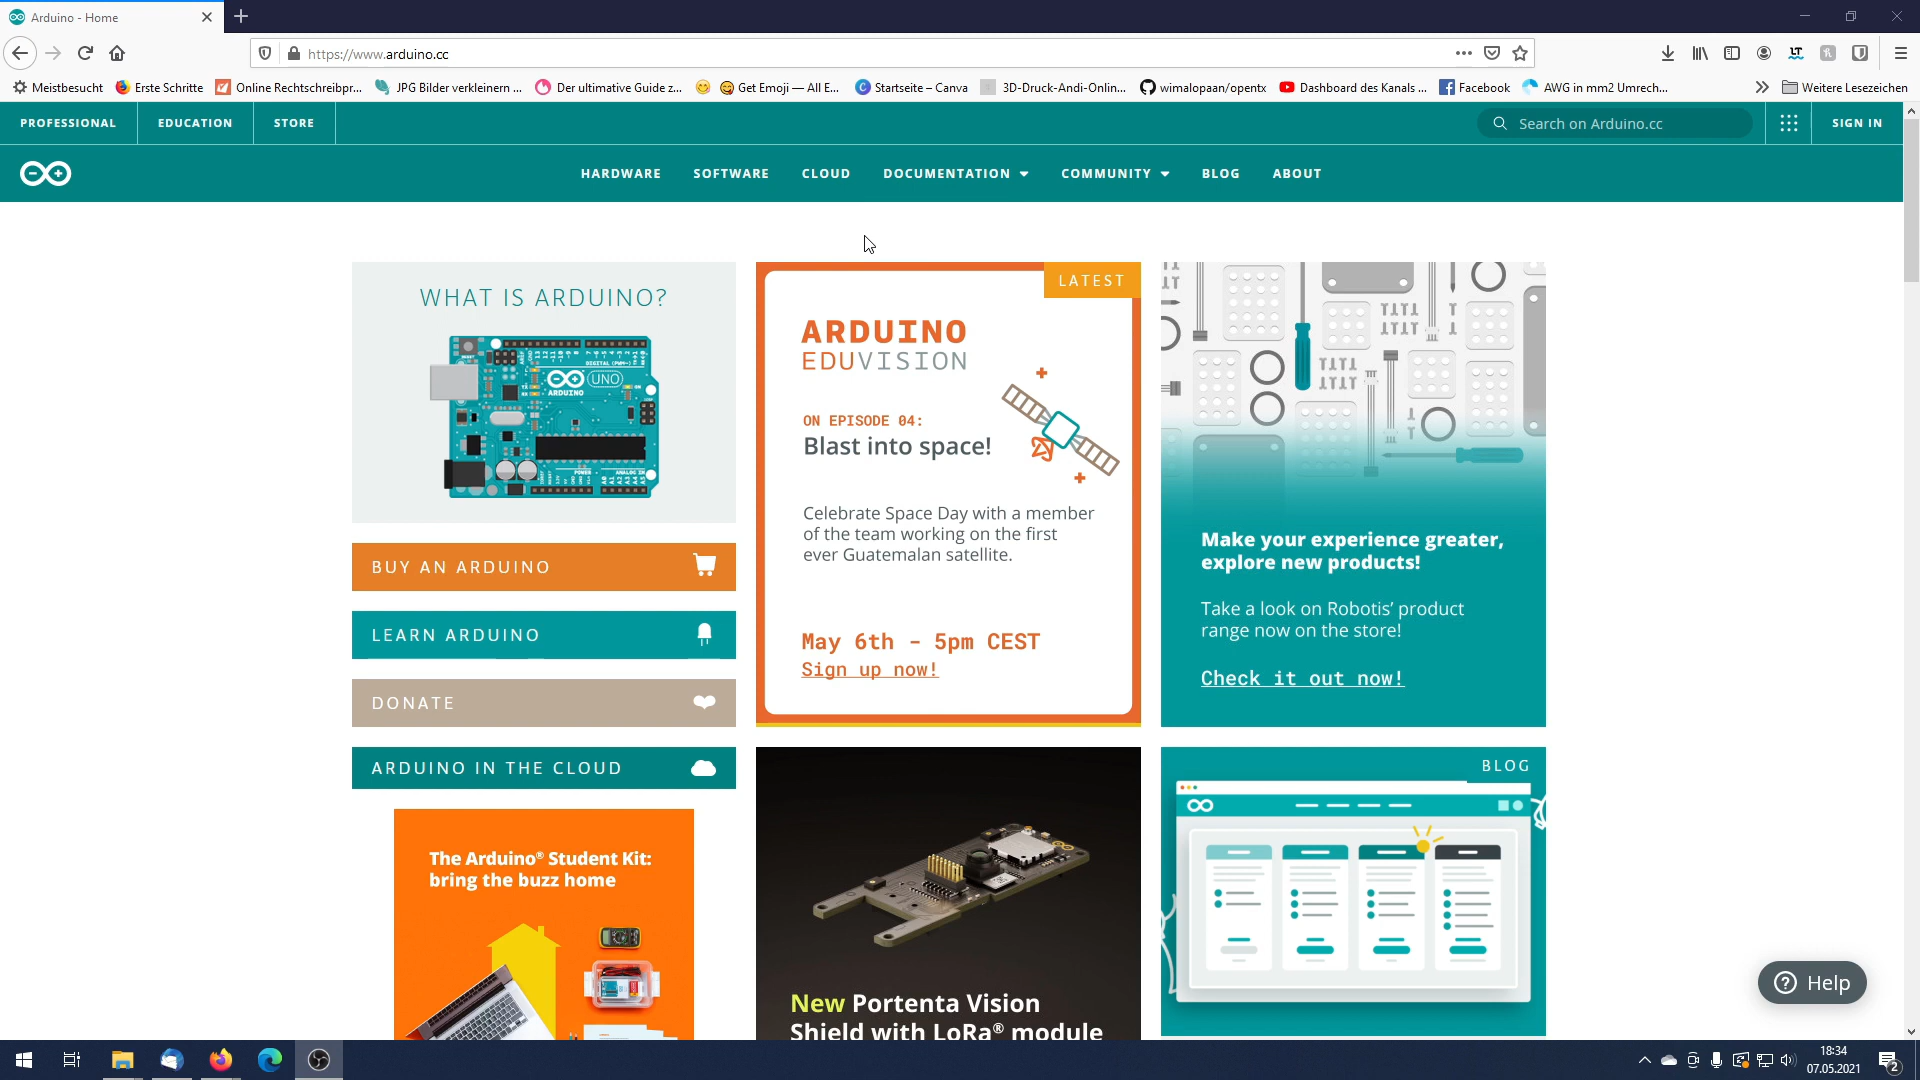 Arduino - Home
https://www.arduino.cc
Meistbesucht
Erste Schritte
Online Rechtschreibpr...
JPG Bilder verkleinern ...
Der ultimative Guide z...
Get Emoji — All E...
Startseite – Canva
3D-Druck-Andi-Onlin...
wimalopaan/opentx
Dashboard des Kanals ...
Facebook
AWG in mm2 Umrech...
Weitere Lesezeichen
PROFESSIONAL
EDUCATION
STORE
Search on Arduino.cc
SIGN IN
HARDWARE
SOFTWARE
CLOUD
DOCUMENTATION
COMMUNITY
BLOG
ABOUT
WHAT IS ARDUINO?
UNO
ARDUINO
BUY AN ARDUINO
LEARN ARDUINO
DONATE
ARDUINO IN THE CLOUD
The Arduino® Student Kit:
bring the buzz home
LATEST
ARDUINO
EDUVISION
ON EPISODE 04:
Blast into space!
Celebrate Space Day with a member
of the team working on the first
ever Guatemalan satellite.
May 6th - 5pm CEST
Sign up now!
New Portenta Vision
Shield with LoRa® module
Make your experience greater,
explore new products!
Take a look on Robotis’ product
range now on the store!
Check it out now!
BLOG
Help
18:34
07.05.2021
2